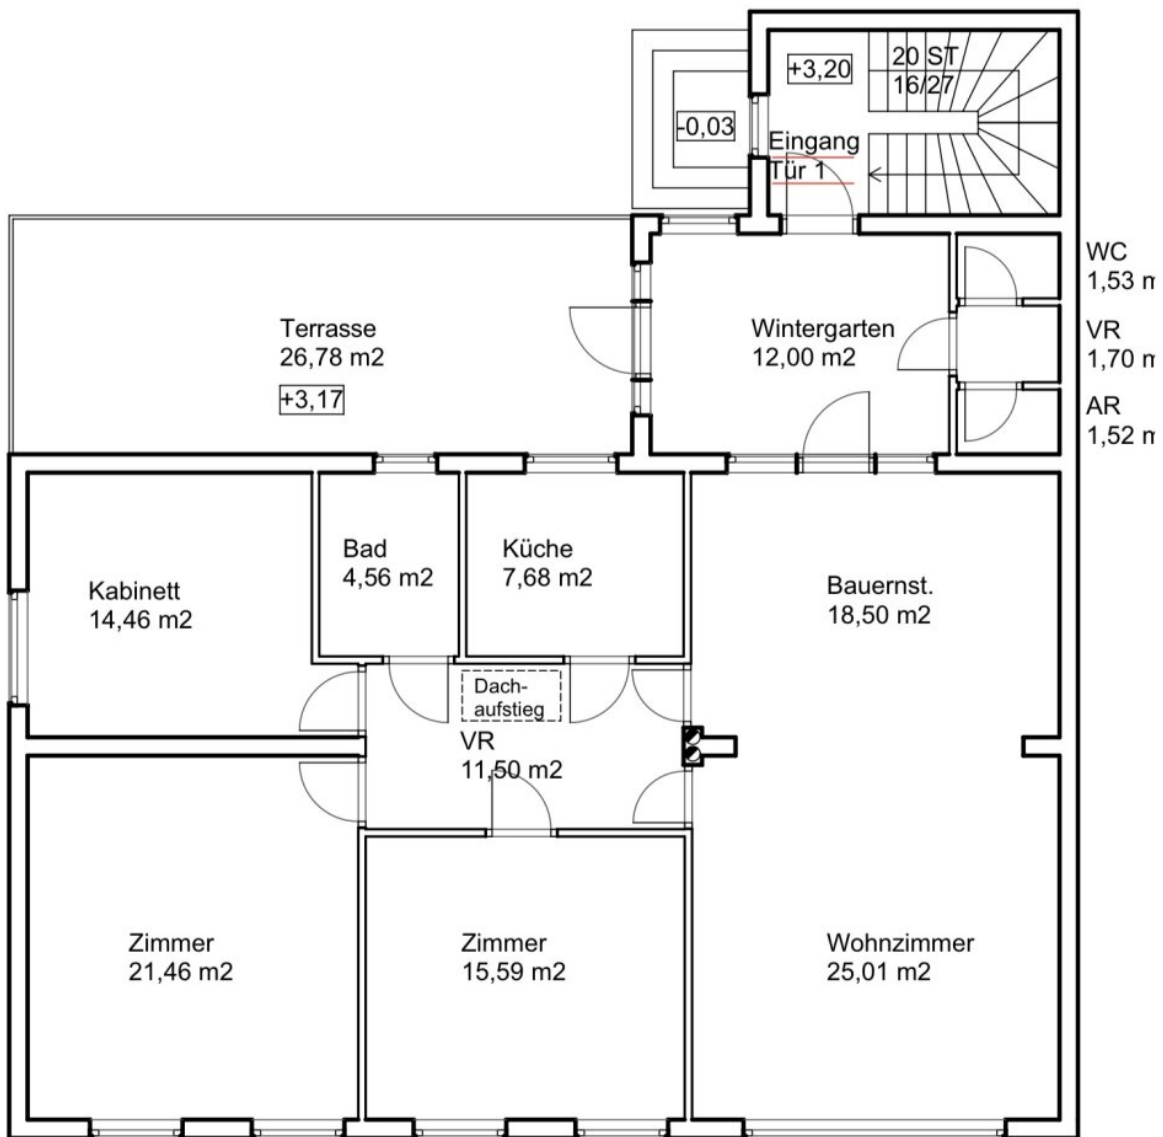 20 ST
16/27
+3,20
-0,03
Eingang
Tür 1
WC
1,53 m
VR
1,70 m
AR
1,52 m
Terrasse
26,78 m2
+3,17
Wintergarten
12,00 m2
Kabinett
14,46 m2
Bad
4,56 m2
Küche
7,68 m2
Bauernst.
18,50 m2
Dach-
aufstieg
VR
11,50 m2
Zimmer
21,46 m2
Zimmer
15,59 m2
Wohnzimmer
25,01 m2